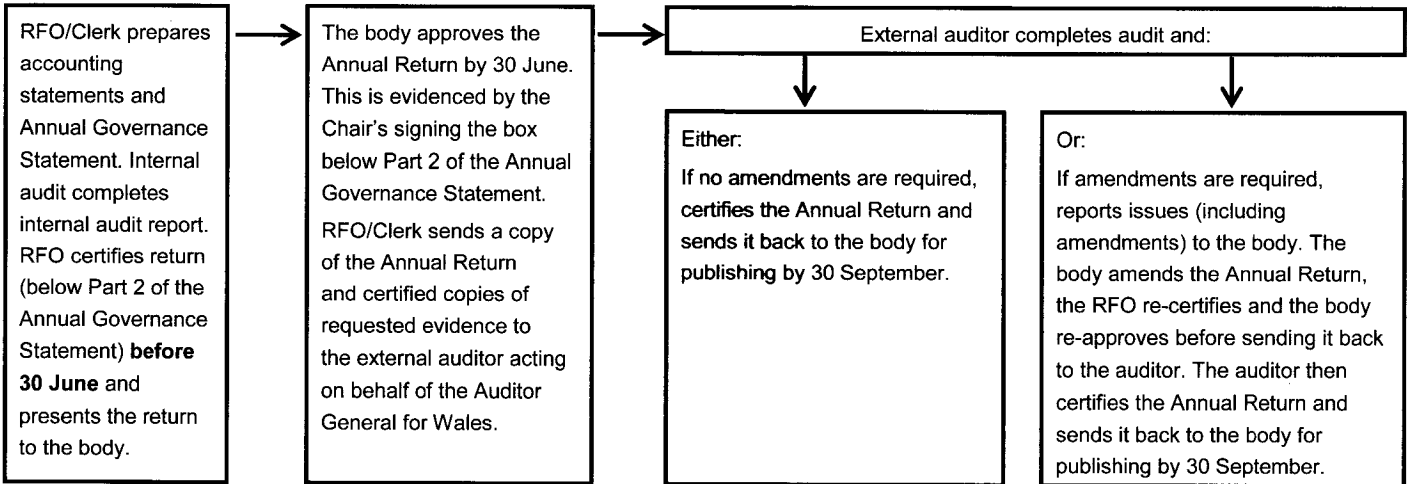 RFO/Clerk prepares
accounting
statements and
Annual Governance
Statement. Internal
audit completes
internal audit report.
RFO certifies return
(below Part 2 of the
Annual Governance
Statement) before
30 June and
presents the return
to the body.
The body approves the
Annual Return by 30 June.
This is evidenced by the
Chair's signing the box
below Part 2 of the Annual
Governance Statement.
RFO/Clerk sends a copy
of the Annual Return
and certified copies of
requested evidence to
the external auditor acting
on behalf of the Auditor
General for Wales.
External auditor completes audit and:
Either:
If no amendments are required,
certifies the Annual Return and
sends it back to the body for
publishing by 30 September.
Or:
If amendments are required,
reports issues (including
amendments) to the body. The
body amends the Annual Return,
the RFO re-certifies and the body
re-approves before sending it back
to the auditor. The auditor then
certifies the Annual Return and
sends it back to the body for
publishing by 30 September.